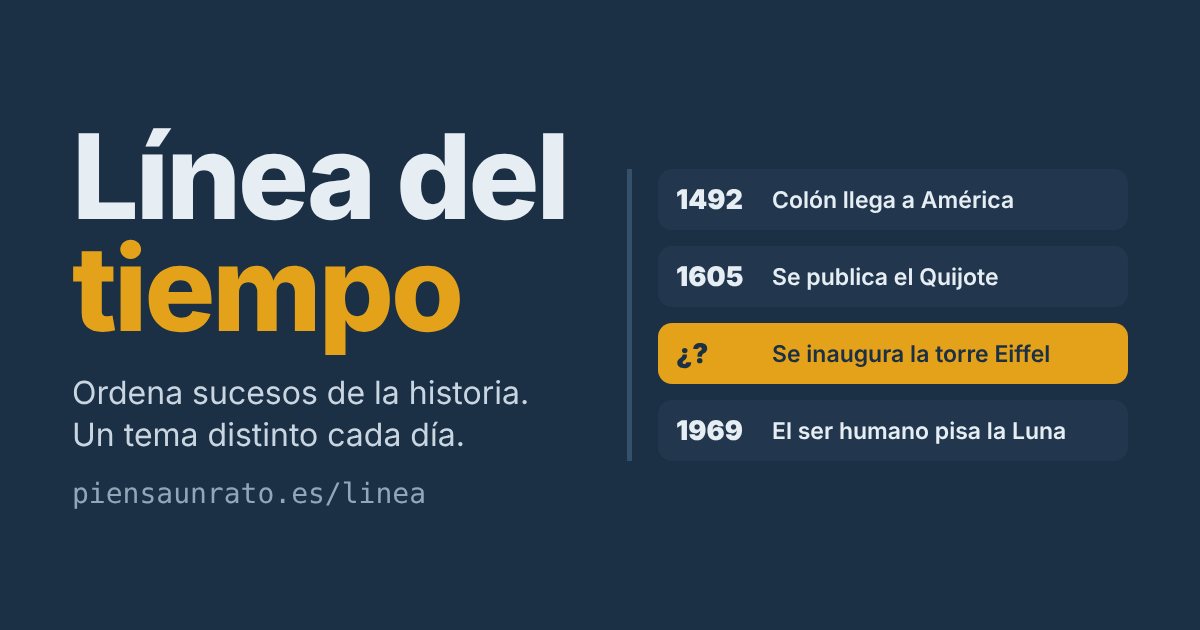 Línea del
tiempo
Ordena sucesos de la historia.
Un tema distinto cada día.
piensaunrato.es/linea
1492 Colón llega a América
1605 Se publica el Quijote
¿? Se inaugura la torre Eiffel
1969 El ser humano pisa la Luna